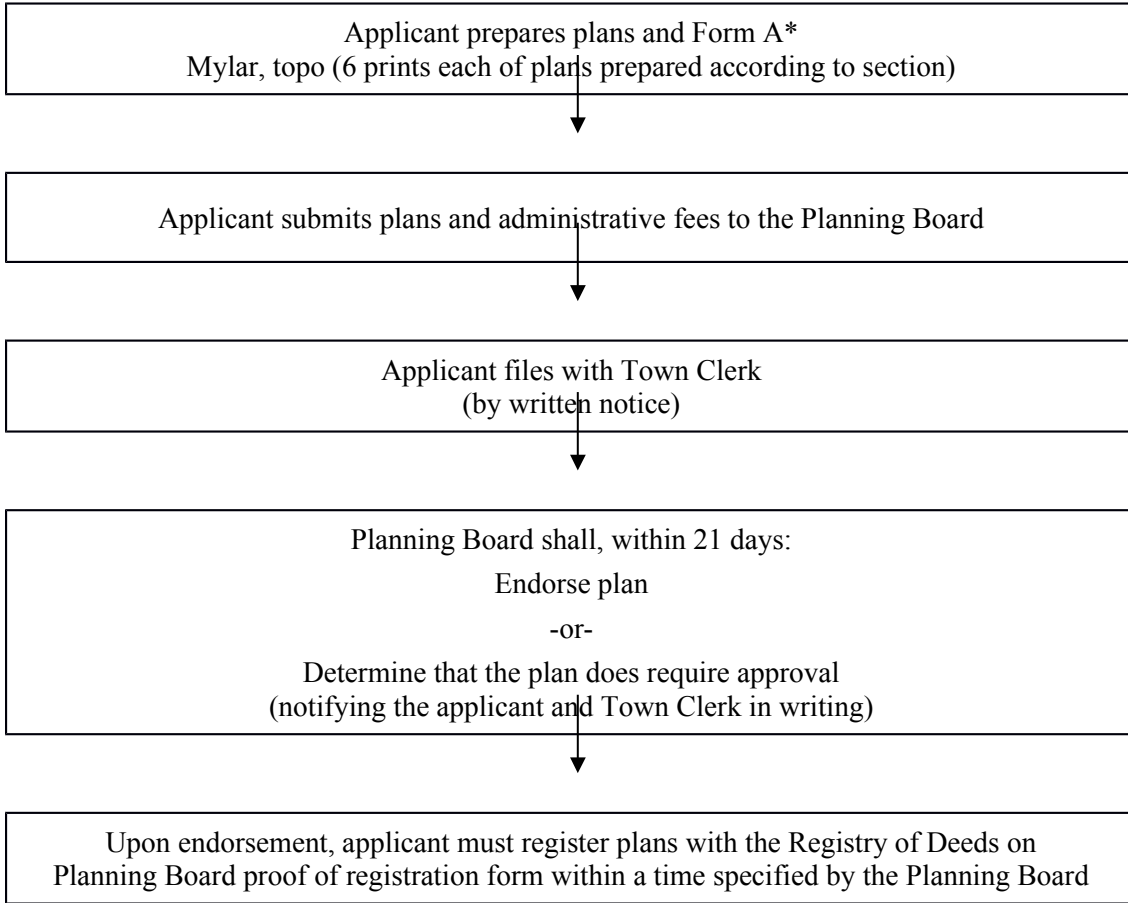 Applicant prepares plans and Form A*
Mylar, topo (6 prints each of plans prepared according to section)
Applicant submits plans and administrative fees to the Planning Board
Applicant files with Town Clerk
(by written notice)
Planning Board shall, within 21 days:
Endorse plan
-or-
Determine that the plan does require approval
(notifying the applicant and Town Clerk in writing)
Upon endorsement, applicant must register plans with the Registry of Deeds on
Planning Board proof of registration form within a time specified by the Planning Board